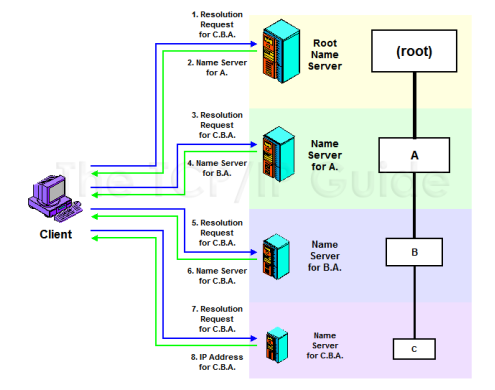 1. Resolution
Request
for C.B.A.
2. Name Server
for A.
Root
Name
Server
(root)
3. Resolution
Request
for C.B.A.
4. Name Server
for B.A.
Name
Server
for A.
A
The TCP/IP Guide
Client
5. Resolution
Request
for C.B.A.
6. Name Server
for C.B.A.
Name
Server
for B.A.
B
7. Resolution
Request
for C.B.A.
8. IP Address
for C.B.A.
Name
Server
for C.B.A.
C